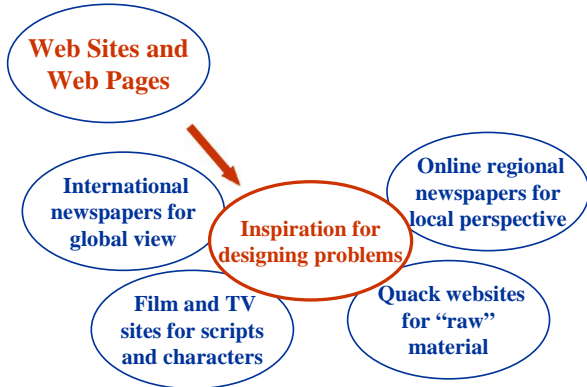 Web Sites and
Web Pages
International
newspapers for
global view
Online regional
newspapers for
local perspective
Inspiration for
designing problems
Film and TV
sites for scripts
and characters
Quack websites
for “raw”
material